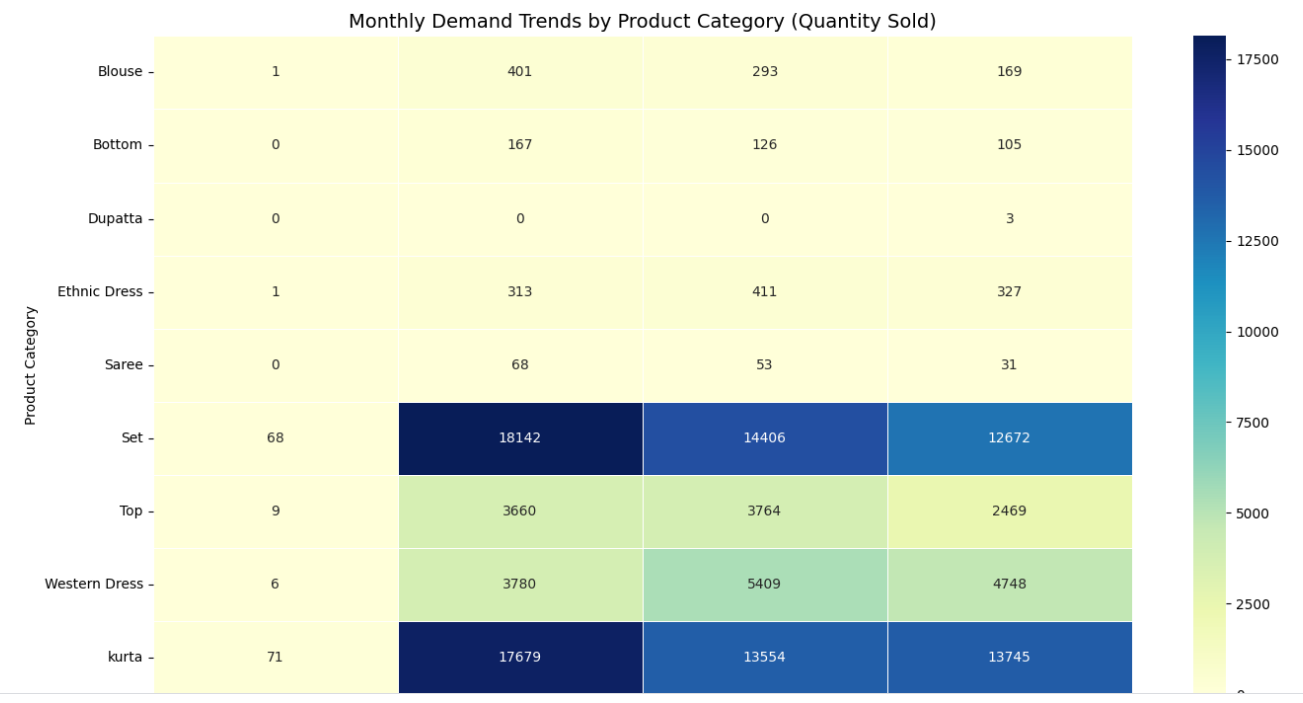 Monthly Demand Trends by Product Category (Quantity Sold)
Product Category
Blouse 1 401 293 169
Bottom 0 167 126 105
Dupatta 0 0 0 3
Ethnic Dress 1 313 411 327
Saree 0 68 53 31
Set 68 18142 14406 12672
Top 9 3660 3764 2469
Western Dress 6 3780 5409 4748
kurta 71 17679 13554 13745
17500
15000
12500
10000
7500
5000
2500